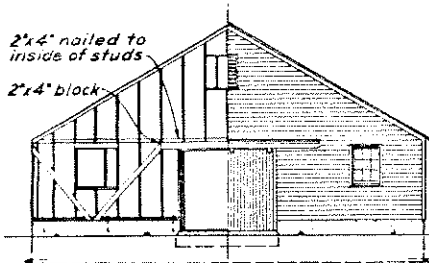 2"x4" nailed to
inside of studs
2"x4" block